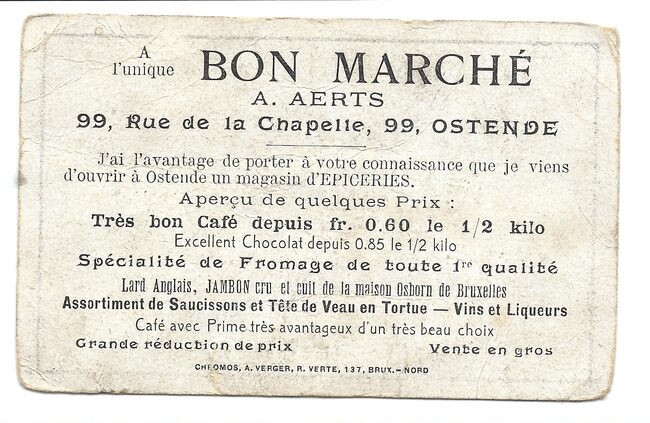 A l'unique BON MARCHÉ
A. AERTS
99, Rue de la Chapelle, 99, OSTENDE
J'ai l'avantage de porter à votre connaissance que je viens
d'ouvrir à Ostende un magasin d'EPICERIES.
Aperçu de quelques Prix :
Très bon Café depuis fr. 0.60 le 1/2 kilo
Excellent Chocolat depuis 0.85 le 1/2 kilo
Spécialité de Fromage de toute 1re qualité
Lard Anglais, JAMBON cru et cuit de la maison Osborn de Bruxelles
Assortiment de Saucissons et Tête de Veau en Tortue — Vins et Liqueurs
Café avec Prime très avantageux d'un très beau choix
Grande réduction de prix Vente en gros
CHROMOS, A. VERGER, R. VERTE, 137, BRUX.-NORD